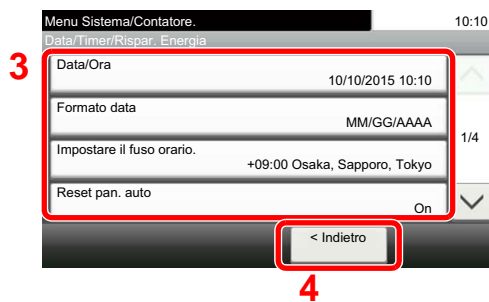 Menu Sistema/Contatore.
10:10
Data/Timer/Rispar. Energia
3
Data/Ora
10/10/2015 10:10
Formato data
MM/GG/AAAA
1/4
Impostare il fuso orario.
+09:00 Osaka, Sapporo, Tokyo
Reset pan. auto
On
< Indietro
4